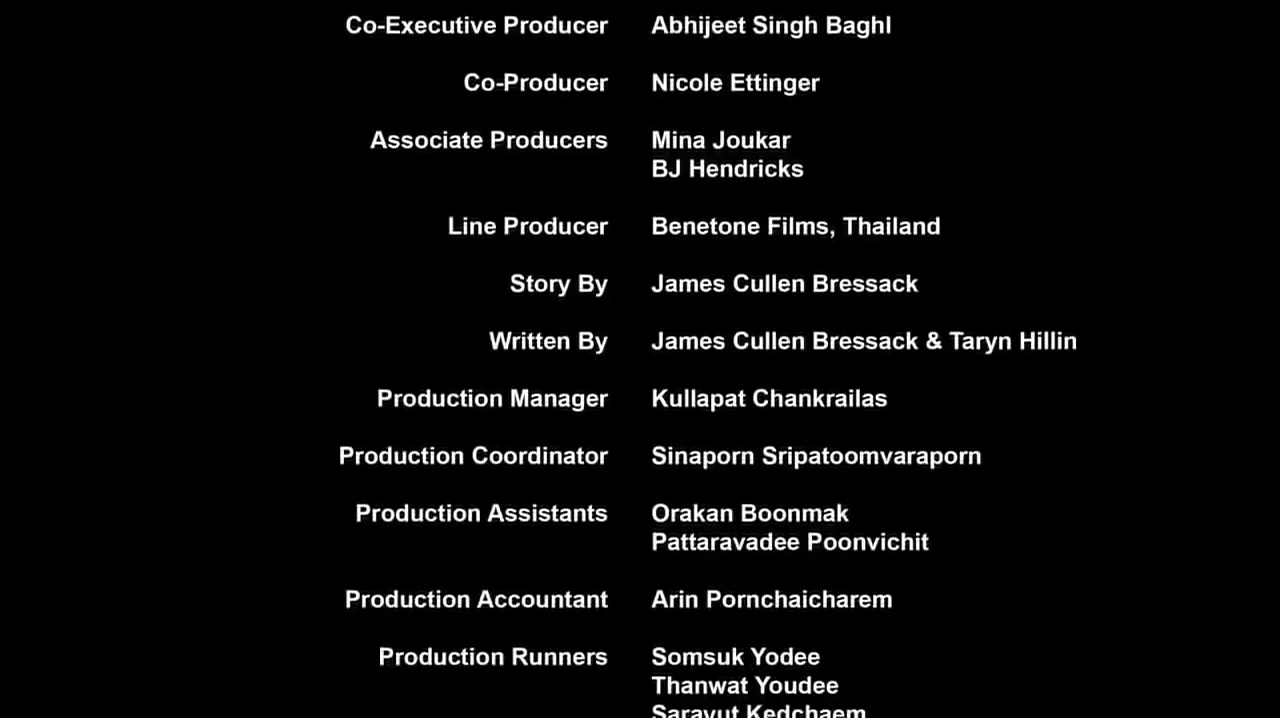 Co-Executive Producer Abhijeet Singh Baghl
Co-Producer Nicole Ettinger
Associate Producers Mina Joukar
BJ Hendricks
Line Producer Benetone Films, Thailand
Story By James Cullen Bressack
Written By James Cullen Bressack & Taryn Hillin
Production Manager Kullapat Chankrailas
Production Coordinator Sinaporn Sripatoomvaraporn
Production Assistants Orakan Boonmak
Pattaravadee Poonvichit
Production Accountant Arin Pornchaicharem
Production Runners Somsuk Yodee
Thanwat Youdee
Saravut Kedchaem